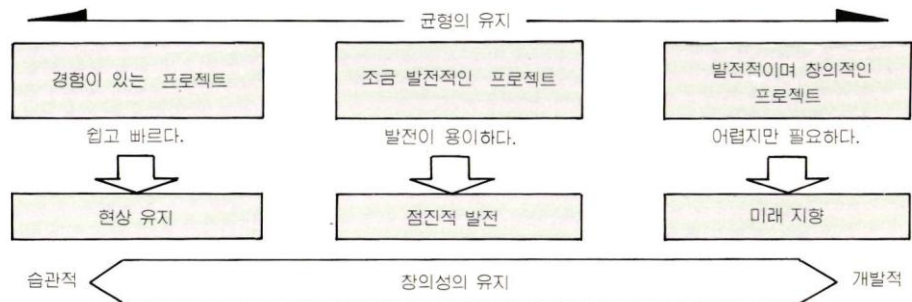 균형의 유지
경험이 있는 프로젝트
조금 발전적인 프로젝트
발전적이며 창의적인
프로젝트
쉽고 빠르다.
발전이 용이하다.
어렵지만 필요하다.
현상 유지
점진적 발전
미래 지향
습관적
창의성의 유지
개발적